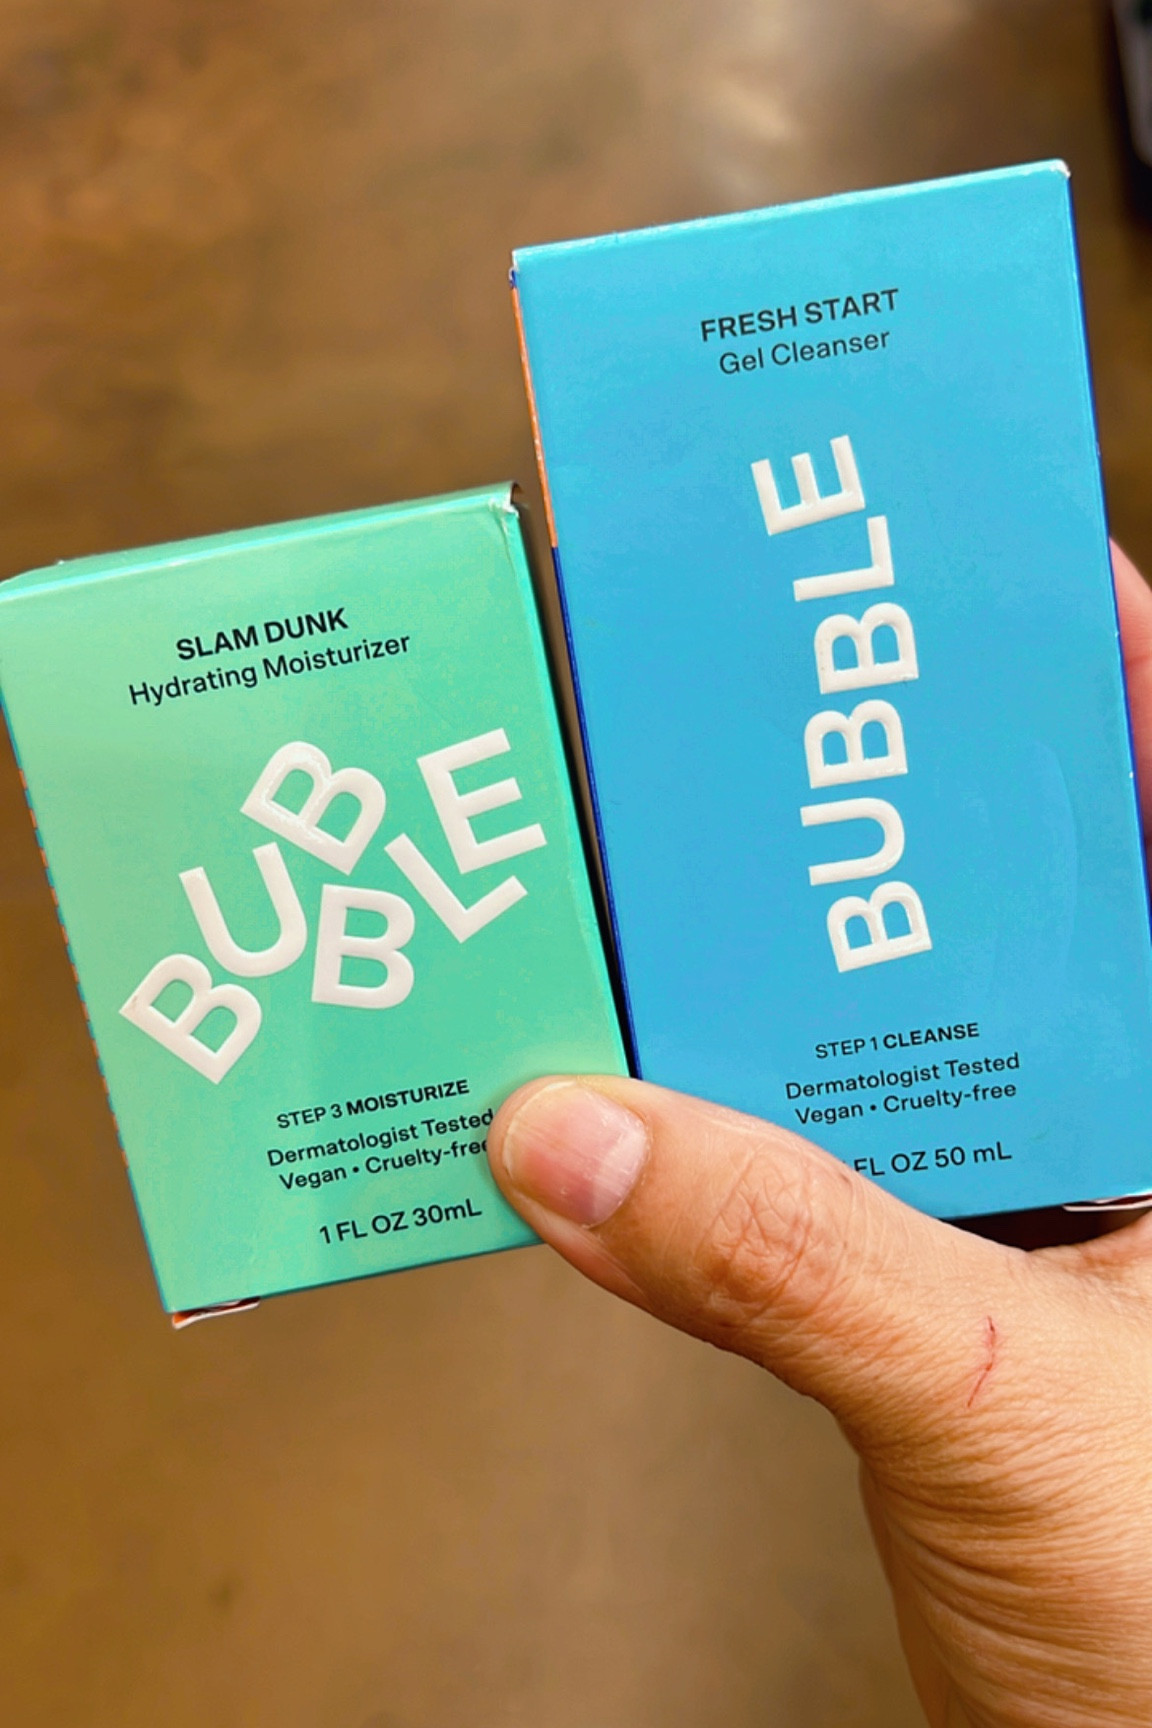 SLAM DUNK
Hydrating Moisturizer
BUBBLE
STEP 3 MOISTURIZE
Dermatologist Tested
Vegan • Cruelty-free
1 FL OZ 30mL
FRESH START
Gel Cleanser
BUBBLE
STEP 1 CLEANSE
Dermatologist Tested
Vegan • Cruelty-free
FL OZ 50 mL